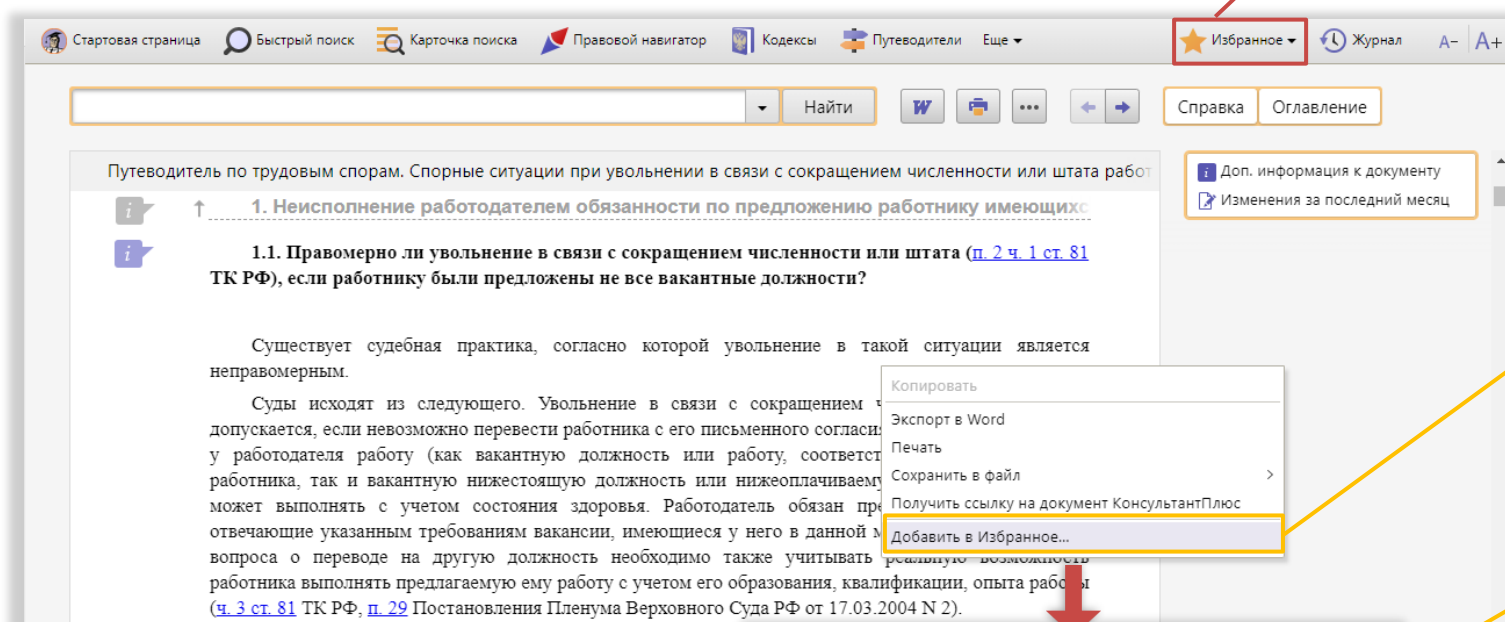 Стартовая страница Быстрый поиск Карточка поиска Правовой навигатор Кодексы Путеводители Еще Избранное Журнал A- A+
Найти W ... Справка Оглавление
Путеводитель по трудовым спорам. Спорные ситуации при увольнении в связи с сокращением численности или штата
i Доп. информация к документу
Изменения за последний месяц
i ↑ 1. Неисполнение работодателем обязанности по предложению работнику
i 1.1. Правомерно ли увольнение в связи с сокращением численности или штата (п. 2 ч. 1 ст. 81
ТК РФ), если работнику были предложены не все вакантные должности?
Существует судебная практика, согласно которой увольнение в такой ситуации является
неправомерным.
Суды исходят из следующего. Увольнение в связи с сокращением
допускается, если невозможно перевести работника с его письменного
у работодателя работу (как вакантную должность или работу,
работника, так и вакантную нижестоящую должность или
может выполнять с учетом состояния здоровья. Работодатель обязан
отвечающие указанным требованиям вакансии, имеющиеся у него в данной
вопроса о переводе на другую должность необходимо также учитывать реальную возможность
работника выполнять предлагаемую ему работу с учетом его образования, квалификации, опыта работы
(ч. 3 ст. 81 ТК РФ, п. 29 Постановления Пленума Верховного Суда РФ от 17.03.2004 N 2).
Копировать
Экспорт в Word
Печать
Сохранить в файл >
Получить ссылку на документ КонсультантПлюс
Добавить в Избранное...